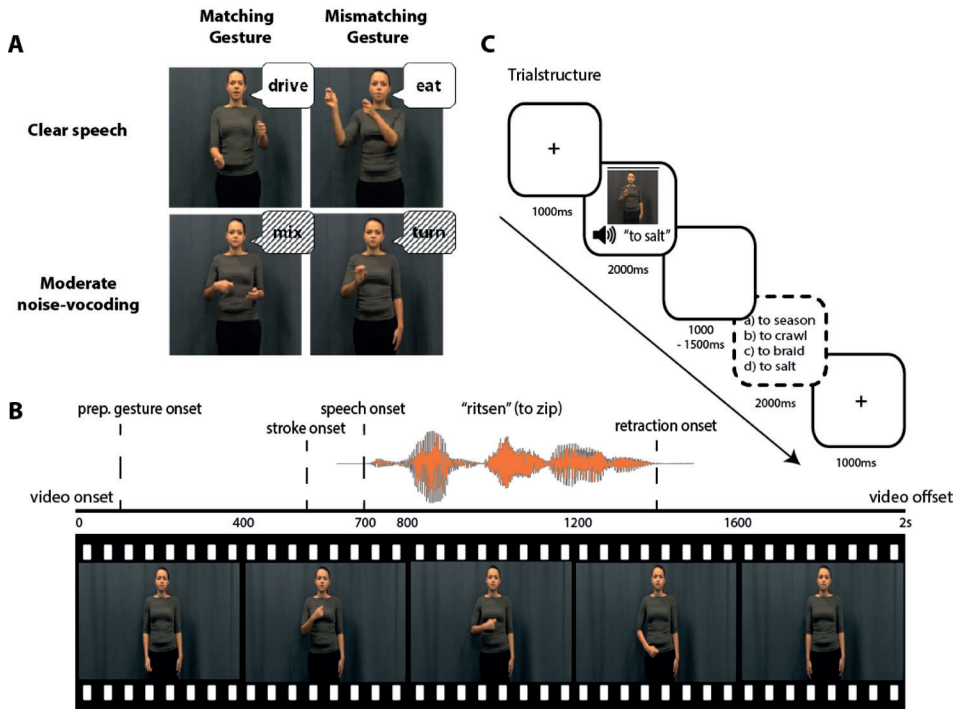 A
Matching
Gesture
Mismatching
Gesture
Clear speech
drive
eat
Moderate
noise-vocoding
mix
turn
C
Trialstructure
+
1000ms
"to salt"
2000ms
1000
- 1500ms
a) to season
b) to crawl
c) to braid
d) to salt
2000ms
+
1000ms
B
prep. gesture onset
speech onset
"ritsen" (to zip)
stroke onset
retraction onset
video onset
video offset
0 400 700 800 1200 1600 2s